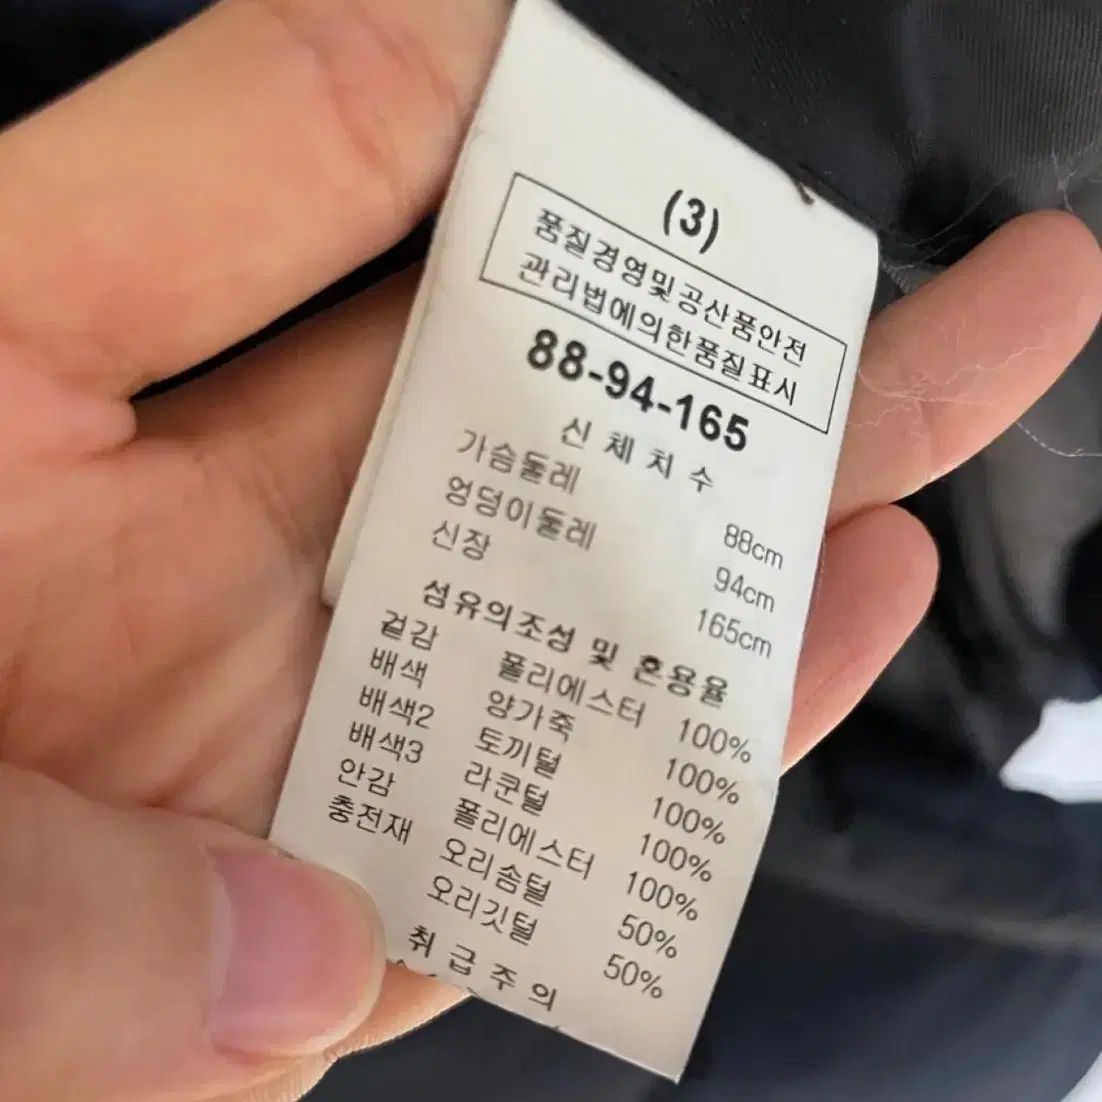 (3)
품질경영및공산품안전
관리법에의한품질표시
88-94-165
신 체 치 수
가슴둘레 88cm
엉덩이둘레 94cm
신장 165cm
섬유의조성 및 혼용율
겉감 폴리에스터 100%
배색 양가죽 100%
배색2 토끼털 100%
배색3 라쿤털 100%
안감 폴리에스터 100%
충전재 오리솜털 50%
오리깃털 50%
취 급 주 의